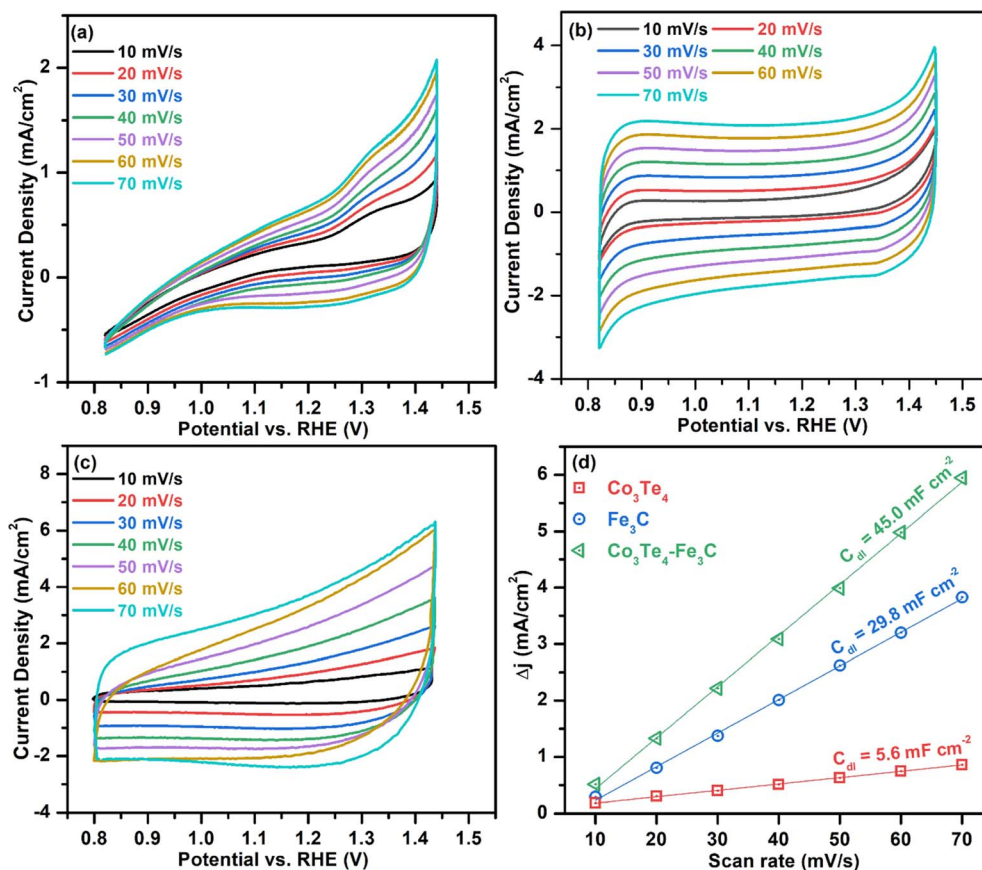 (a)
10 mV/s
20 mV/s
30 mV/s
40 mV/s
50 mV/s
60 mV/s
70 mV/s
2
1
0
-1
Current Density (mA/cm²)
0.8 0.9 1.0 1.1 1.2 1.3 1.4 1.5
Potential vs. RHE (V)
(b)
10 mV/s 20 mV/s
30 mV/s 40 mV/s
50 mV/s 60 mV/s
70 mV/s
4
2
0
-2
-4
Current Density (mA/cm²)
0.8 0.9 1.0 1.1 1.2 1.3 1.4 1.5
Potential vs. RHE (V)
(c)
10 mV/s
20 mV/s
30 mV/s
40 mV/s
50 mV/s
60 mV/s
70 mV/s
8
6
4
2
0
-2
-4
Current Density (mA/cm²)
0.8 0.9 1.0 1.1 1.2 1.3 1.4 1.5
Potential vs. RHE (V)
(d)
Co₃Te₄
Fe₃C
Co₃Te₄-Fe₃C
C_dl = 45.0 mF cm⁻²
C_dl = 29.8 mF cm⁻²
C_dl = 5.6 mF cm⁻²
6
5
4
3
2
1
0
Δj (mA/cm²)
10 20 30 40 50 60 70
Scan rate (mV/s)